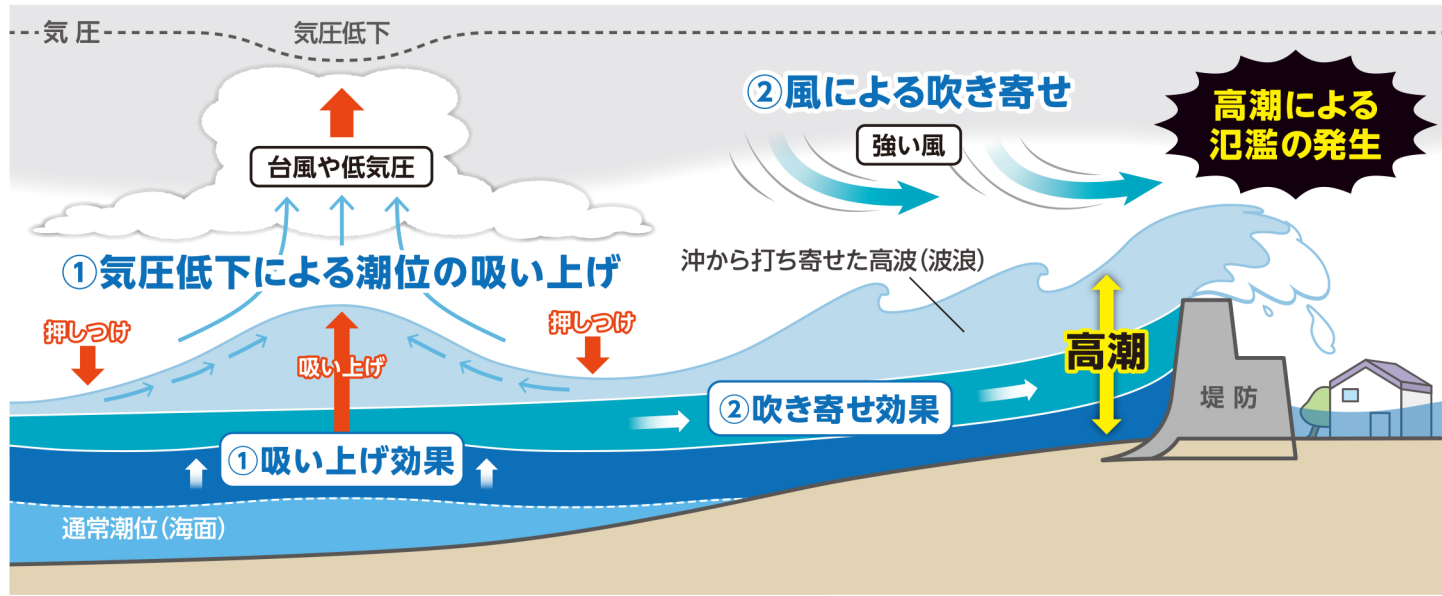 気圧
気圧低下
②風による吹き寄せ
高潮による
氾濫の発生
強い風
台風や低気圧
①気圧低下による潮位の吸い上げ
沖から打ち寄せた高波(波浪)
押しつけ
押しつけ
吸い上げ
高潮
堤防
②吹き寄せ効果
①吸い上げ効果
通常潮位(海面)